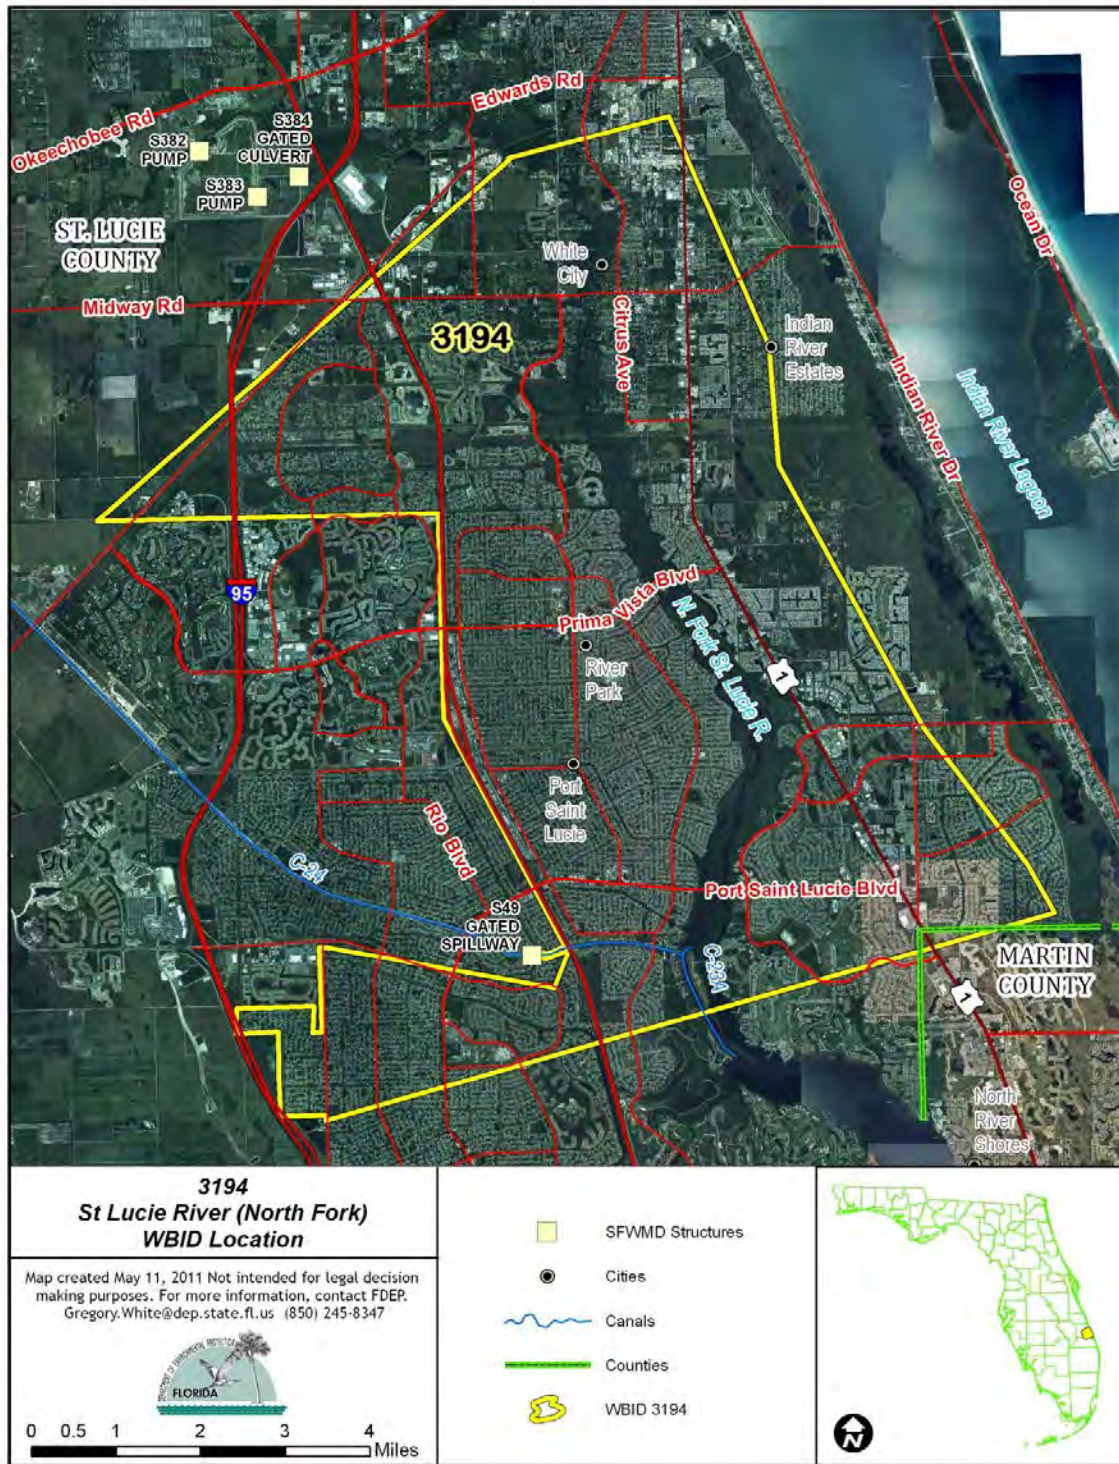 Edwards Rd
Okeechobee Rd
S384
GATED
CULVERT
S382
PUMP
S383
PUMP
Ocean Dr
ST. LUCIE
COUNTY
White
City
Midway Rd
Citrus Ave
3194
Indian
River
Estates
Indian River Dr
Indian River Lagoon
95
Prima Vista Blvd
N. Fork St. Lucie R.
River
Park
1
Port
Saint
Lucie
Rio Blvd
C-24
Port Saint Lucie Blvd
S49
GATED
SPILLWAY
C-23A
MARTIN
COUNTY
1
North
River
Shores
3194
St Lucie River (North Fork)
WBID Location
Map created May 11, 2011 Not intended for legal decision
making purposes. For more information, contact FDEP.
Gregory.White@dep.state.fl.us (850) 245-8347
DEPARTMENT OF ENVIRONMENTAL PROTECTION
FLORIDA
0 0.5 1 2 3 4
Miles
SFWMD Structures
Cities
Canals
Counties
WBID 3194
N